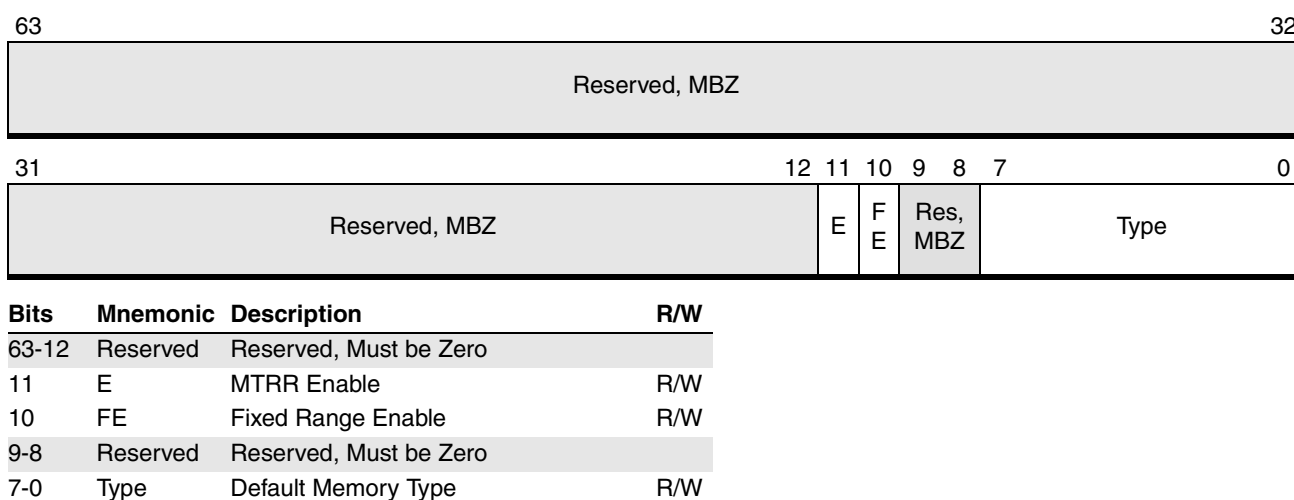 63 32
Reserved, MBZ
31 12 11 10 9 8 7 0
Reserved, MBZ E F E Res, MBZ Type
Bits Mnemonic Description R/W
63-12 Reserved Reserved, Must be Zero
11 E MTRR Enable R/W
10 FE Fixed Range Enable R/W
9-8 Reserved Reserved, Must be Zero
7-0 Type Default Memory Type R/W